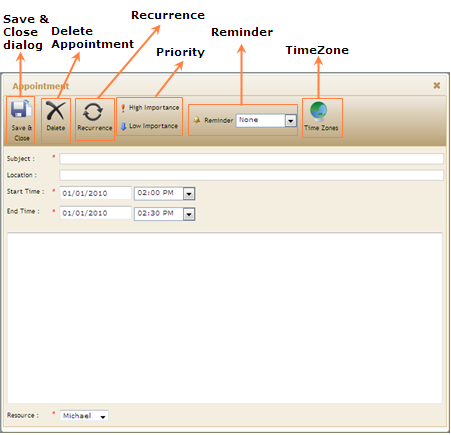 Recurrence
Save &
Close
dialog
Delete
Appointment
Reminder
Priority
TimeZone
Appointment
Save &
Close
Delete
Recurrence
High Importance
Low Importance
Reminder None
Time Zones
Subject : *
Location :
Start Time : * 01/01/2010 02:00 PM
End Time : * 01/01/2010 02:30 PM
Resource : * Michael